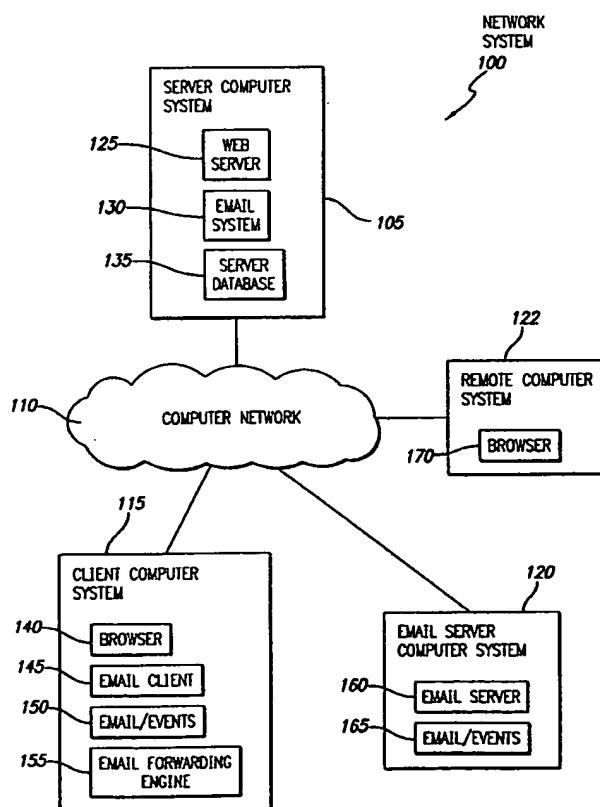 NETWORK
SYSTEM
100
SERVER COMPUTER
SYSTEM
125
WEB
SERVER
130
EMAIL
SYSTEM
105
135
SERVER
DATABASE
122
110
COMPUTER NETWORK
REMOTE COMPUTER
SYSTEM
170
BROWSER
115
CLIENT COMPUTER
SYSTEM
140
BROWSER
145
EMAIL CLIENT
150
EMAIL/EVENTS
155
EMAIL FORWARDING
ENGINE
120
EMAIL SERVER
COMPUTER SYSTEM
160
EMAIL SERVER
165
EMAIL/EVENTS